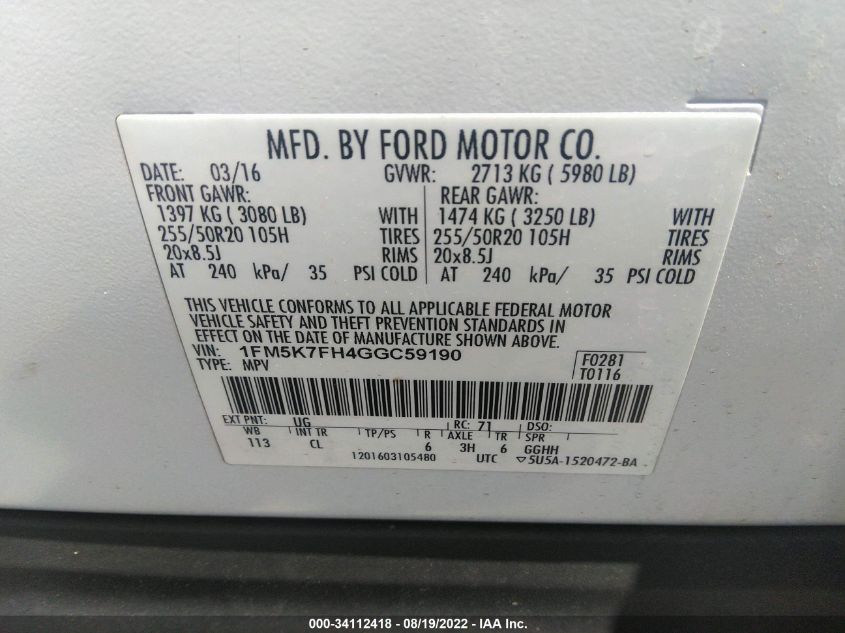 MFD. BY FORD MOTOR CO.
DATE: 03/16 GVWR: 2713 KG ( 5980 LB)
FRONT GAWR: REAR GAWR:
1397 KG ( 3080 LB) WITH 1474 KG ( 3250 LB) WITH
255/50R20 105H TIRES 255/50R20 105H TIRES
20x8.5J RIMS 20x8.5J RIMS
AT 240 kPa/ 35 PSI COLD AT 240 kPa/ 35 PSI COLD
THIS VEHICLE CONFORMS TO ALL APPLICABLE FEDERAL MOTOR
VEHICLE SAFETY AND THEFT PREVENTION STANDARDS IN
EFFECT ON THE DATE OF MANUFACTURE SHOWN ABOVE.
VIN: 1FM5K7FH4GGC59190 F0281
TYPE: MPV T0116
EXT PNT: UG RC: 71 DSO:
WB INT TR TP/PS R AXLE TR SPR
113 CL 6 3H 6 GGHH
1201603105480 UTC ▽5U5A-1520472-BA
000-34112418 - 08/19/2022 - IAA Inc.